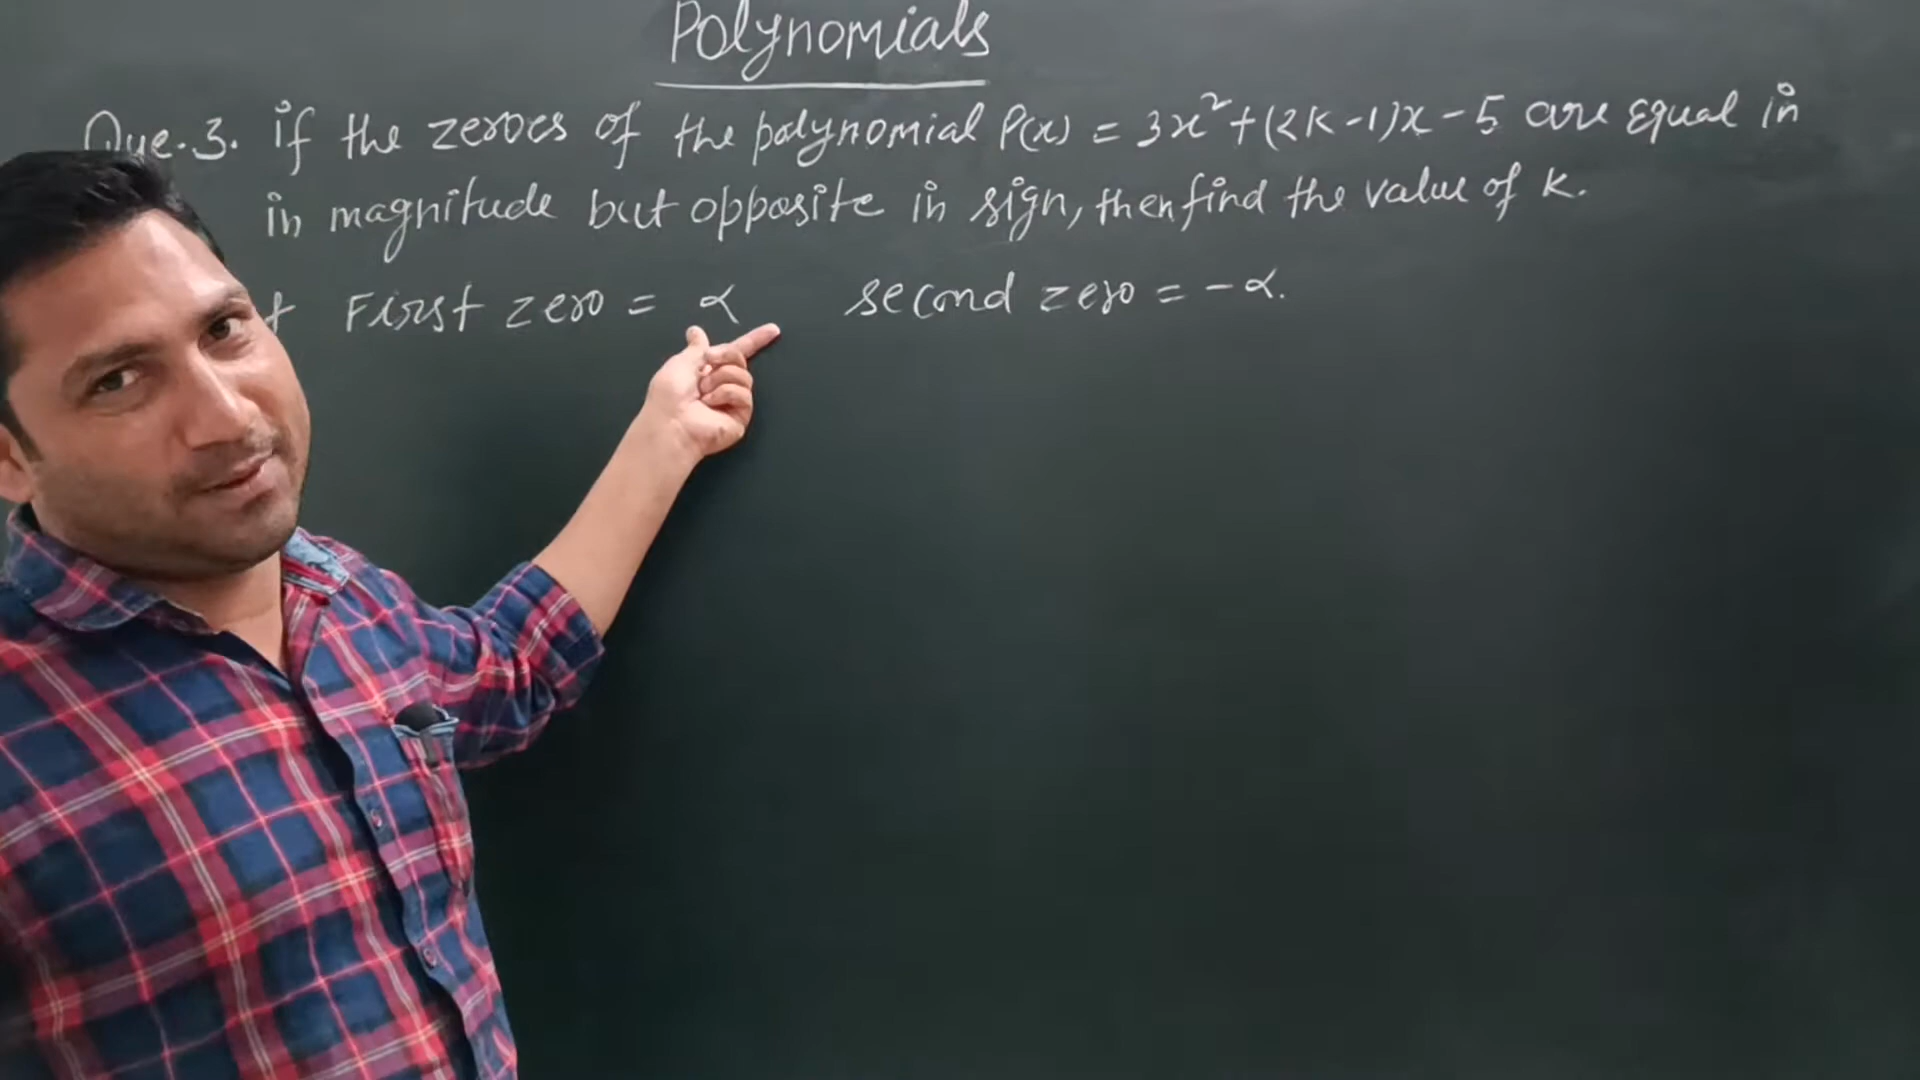 Polynomials
Que.3. if the zeroes of the polynomial P(x) = 3x²+(2K-1)x-5 are equal in
in magnitude but opposite in sign, then find the value of K.
First zero = α second zero = -α.